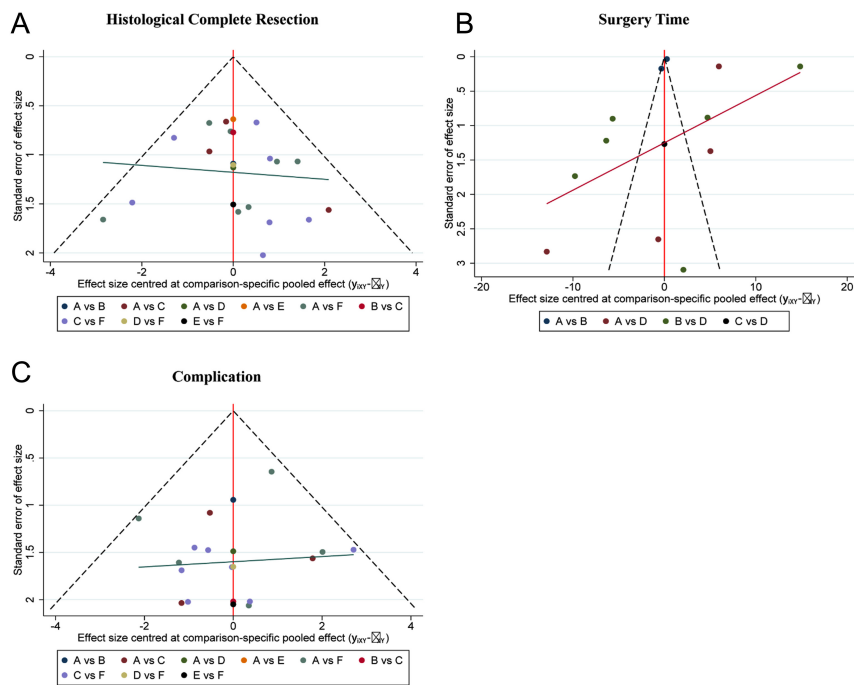 A
Histological Complete Resection
0
.5
1
1.5
2
Standard error of effect size
-4
-2
0
2
4
Effect size centred at comparison-specific pooled effect (yiXY-XY)
A vs B
A vs C
A vs D
A vs E
A vs F
B vs C
C vs F
D vs F
E vs F
B
Surgery Time
0
.5
1
1.5
2
2.5
3
Standard error of effect size
-20
-10
0
10
20
Effect size centred at comparison-specific pooled effect (yiXY-XY)
A vs B
A vs D
B vs D
C vs D
C
Complication
0
.5
1
1.5
2
Standard error of effect size
-4
-2
0
2
4
Effect size centred at comparison-specific pooled effect (yiXY-XY)
A vs B
A vs C
A vs D
A vs E
A vs F
B vs C
C vs F
D vs F
E vs F